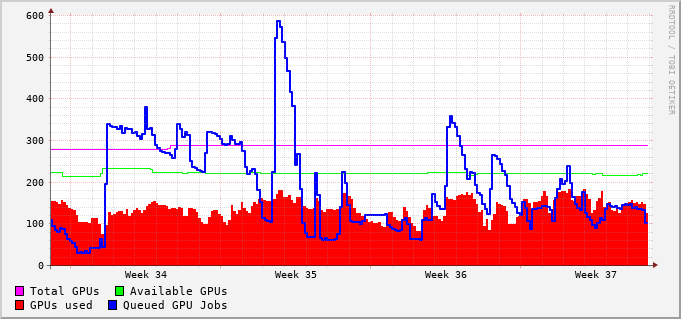 600
500
400
300
200
100
0
Week 34 Week 35 Week 36 Week 37
Total GPUs Available GPUs
GPUs used Queued GPU Jobs
RRDTOOL / TOBI OETIKER